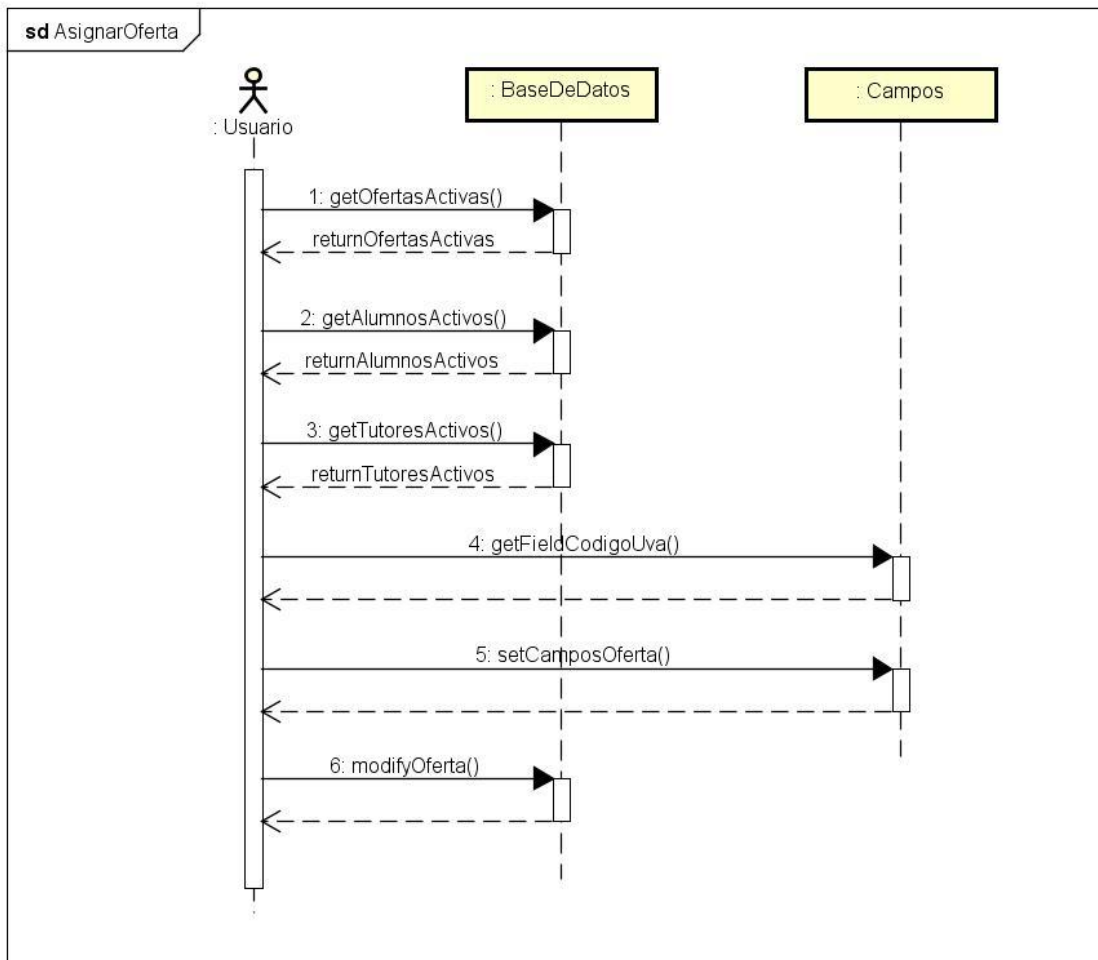 sd AsignarOferta
: Usuario
: BaseDeDatos
: Campos
1: getOfertasActivas()
returnOfertasActivas
2: getAlumnosActivos()
returnAlumnosActivos
3: getTutoresActivos()
returnTutoresActivos
4: getFieldCodigoUva()
5: setCamposOferta()
6: modifyOferta()